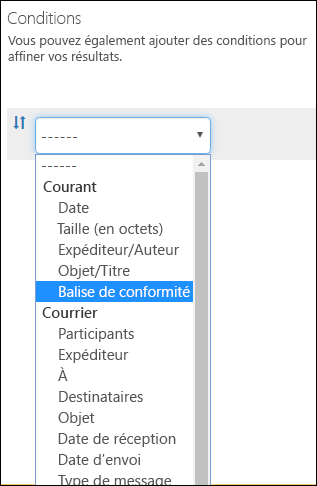 Conditions
Vous pouvez également ajouter des conditions pour
affiner vos résultats.
------
------
Courant
Date
Taille (en octets)
Expéditeur/Auteur
Objet/Titre
Balise de conformité
Courrier
Participants
Expéditeur
À
Destinataires
Objet
Date de réception
Date d’envoi
Type de message